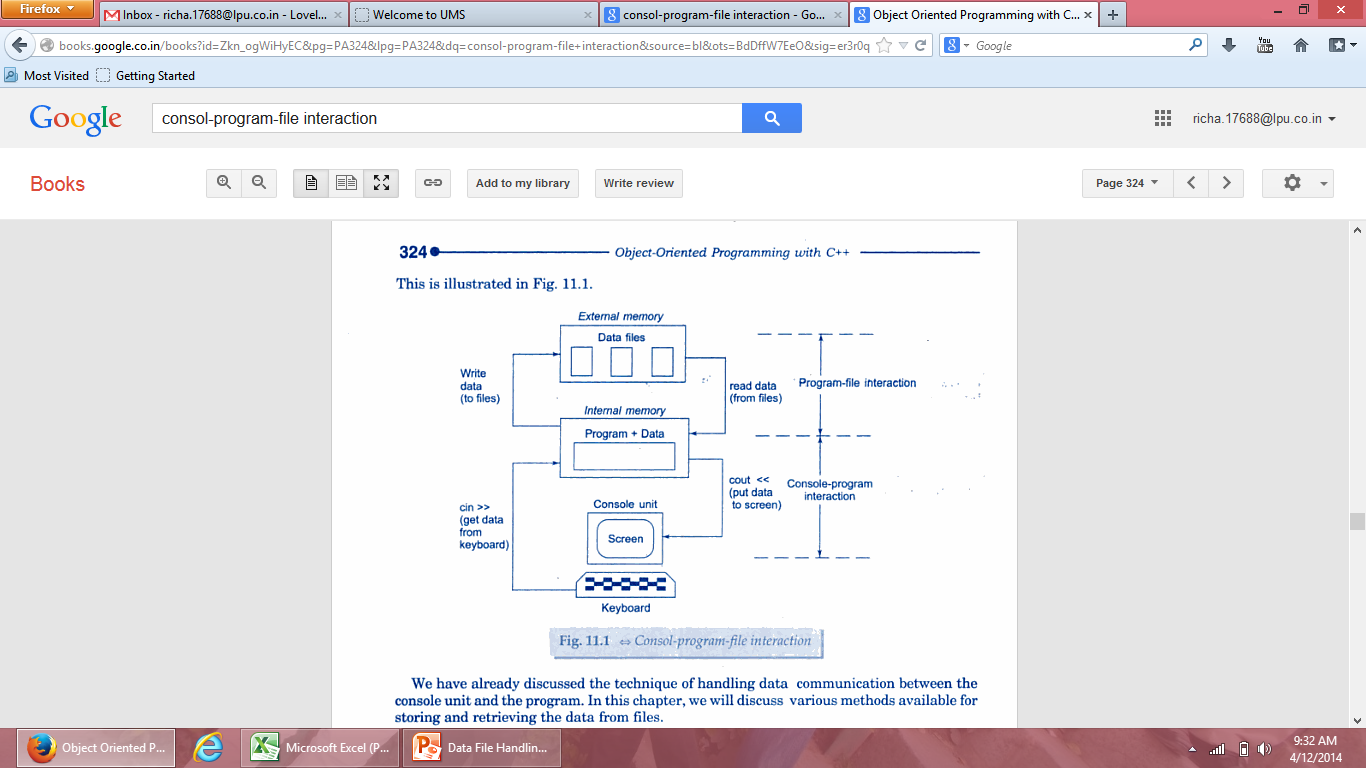 Firefox
Inbox - richa.17688@lpu.co.in - Lovel...
Welcome to UMS
consol-program-file interaction - Go...
Object Oriented Programming with C...
books.google.co.in/books?id=Zkn_ogWiHyEC&pg=PA324&lpg=PA324&dq=consol-program-file+interaction&source=bl&ots=BdDffW7EeO&sig=er3r0q
Google
You Tube
Most Visited
Getting Started
Google
consol-program-file interaction
richa.17688@lpu.co.in
Books
Add to my library
Write review
Page 324
324
Object-Oriented Programming with C++
This is illustrated in Fig. 11.1.
External memory
Data files
Write
data
(to files)
read data
(from files)
Program-file interaction
Internal memory
Program + Data
cin >>
(get data
from
keyboard)
cout <<
(put data
to screen)
Console-program
interaction
Console unit
Screen
Keyboard
Fig. 11.1 ⇔ Consol-program-file interaction
We have already discussed the technique of handling data communication between the
console unit and the program. In this chapter, we will discuss various methods available for
storing and retrieving the data from files.
Object Oriented P...
Microsoft Excel (P...
Data File Handlin...
9:32 AM
4/12/2014